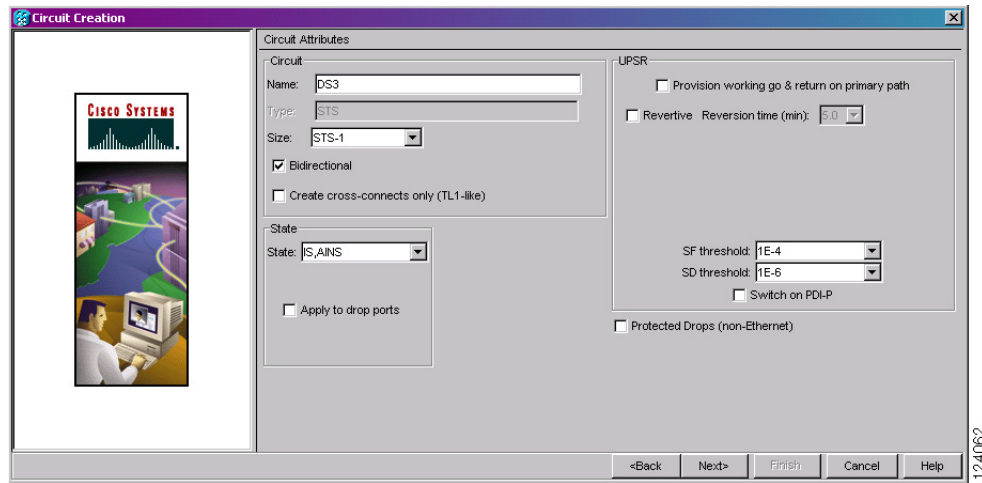 Circuit Creation
CISCO SYSTEMS
Circuit Attributes
Circuit
Name: DS3
Type: STS
Size: STS-1
Bidirectional
Create cross-connects only (TL1-like)
State
State: IS,AINS
Apply to drop ports
UPSR
Provision working go & return on primary path
Revertive Reversion time (min): 5.0
SF threshold: 1E-4
SD threshold: 1E-6
Switch on PDI-P
Protected Drops (non-Ethernet)
<Back Next> Finish Cancel Help
124062